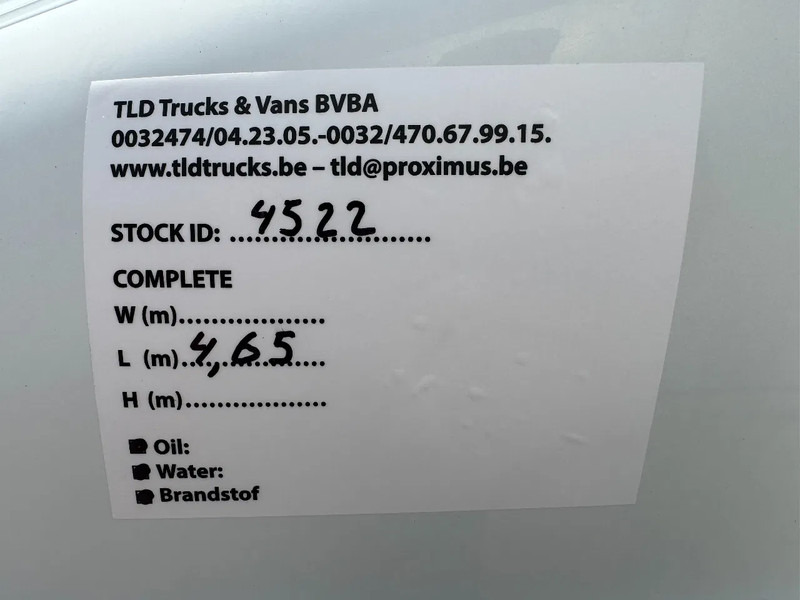 TLD Trucks & Vans BVBA
0032474/04.23.05.-0032/470.67.99.15.
www.tldtrucks.be – tld@proximus.be
STOCK ID: 4522
COMPLETE
W (m)..................
L (m) 4,65
H (m)..................
Oil:
Water:
Brandstof